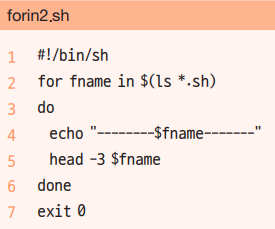 forin2.sh
1 #!/bin/sh
2 for fname in $(ls *.sh)
3 do
4 echo "--------$fname-------"
5 head -3 $fname
6 done
7 exit 0